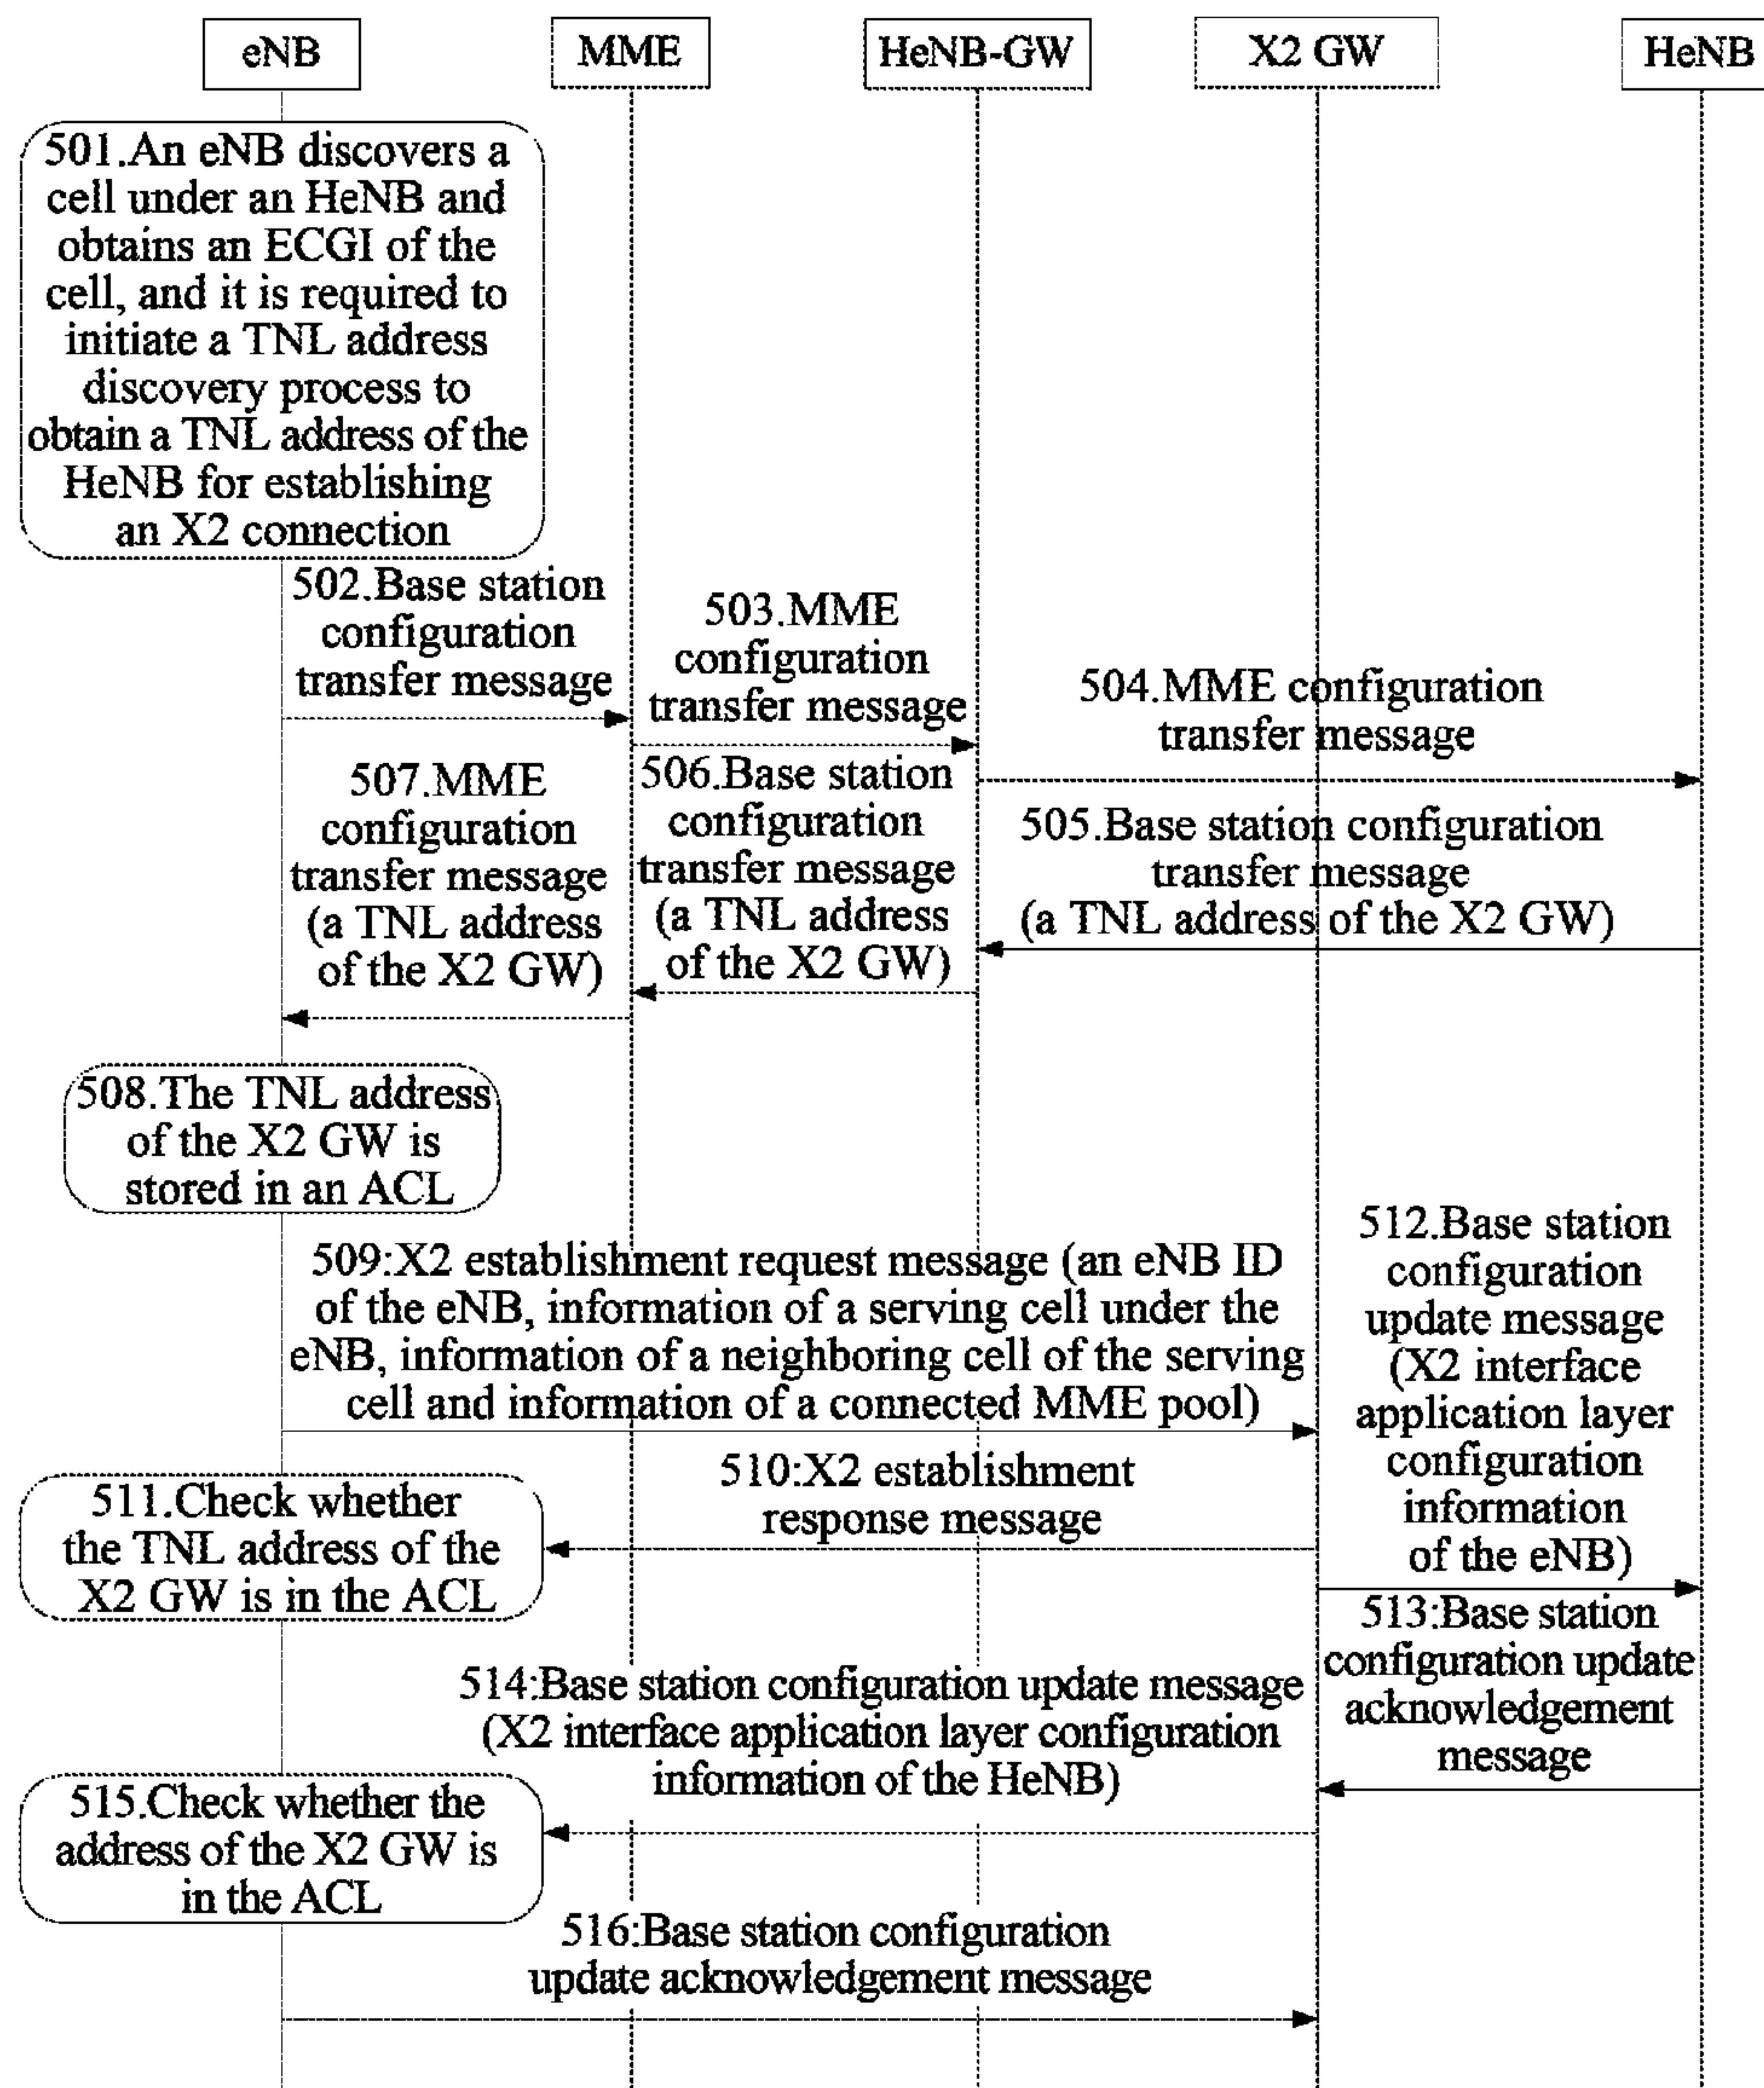 eNB
MME
HeNB-GW
X2 GW
HeNB
501.An eNB discovers a
cell under an HeNB and
obtains an ECGI of the
cell, and it is required to
initiate a TNL address
discovery process to
obtain a TNL address of the
HeNB for establishing
an X2 connection
502.Base station
configuration
transfer message
503.MME
configuration
transfer message
504.MME configuration
transfer message
507.MME
configuration
transfer message
(a TNL address
of the X2 GW)
506.Base station
configuration
transfer message
(a TNL address
of the X2 GW)
505.Base station configuration
transfer message
(a TNL address of the X2 GW)
508.The TNL address
of the X2 GW is
stored in an ACL
509:X2 establishment request message (an eNB ID
of the eNB, information of a serving cell under the
eNB, information of a neighboring cell of the serving
cell and information of a connected MME pool)
512.Base station
configuration
update message
(X2 interface
application layer
configuration
information
of the eNB)
510:X2 establishment
response message
511.Check whether
the TNL address of the
X2 GW is in the ACL
513:Base station
configuration update
acknowledgement
message
514:Base station configuration update message
(X2 interface application layer configuration
information of the HeNB)
515.Check whether the
address of the X2 GW is
in the ACL
516:Base station configuration
update acknowledgement message